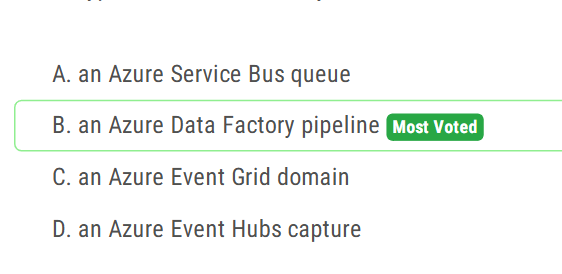 A. an Azure Service Bus queue
B. an Azure Data Factory pipeline Most Voted
C. an Azure Event Grid domain
D. an Azure Event Hubs capture